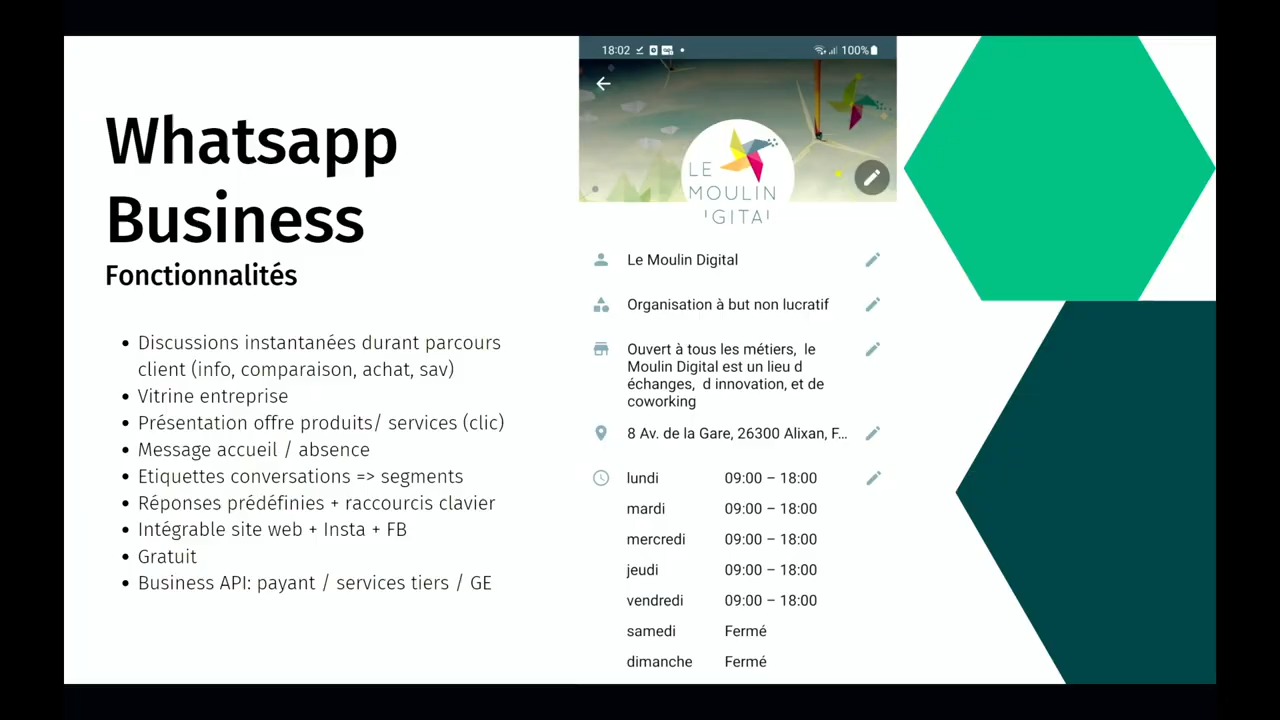 Whatsapp
Business
Fonctionnalités
• Discussions instantanées durant parcours
client (info, comparaison, achat, sav)
• Vitrine entreprise
• Présentation offre produits/ services (clic)
• Message accueil / absence
• Etiquettes conversations => segments
• Réponses prédéfinies + raccourcis clavier
• Intégrable site web + Insta + FB
• Gratuit
• Business API: payant / services tiers / GE
18:02
100%
LE
MOULIN
IGITAI
Le Moulin Digital
Organisation à but non lucratif
Ouvert à tous les métiers, le
Moulin Digital est un lieu d
échanges, d innovation, et de
coworking
8 Av. de la Gare, 26300 Alixan, F...
lundi 09:00 – 18:00
mardi 09:00 – 18:00
mercredi 09:00 – 18:00
jeudi 09:00 – 18:00
vendredi 09:00 – 18:00
samedi Fermé
dimanche Fermé